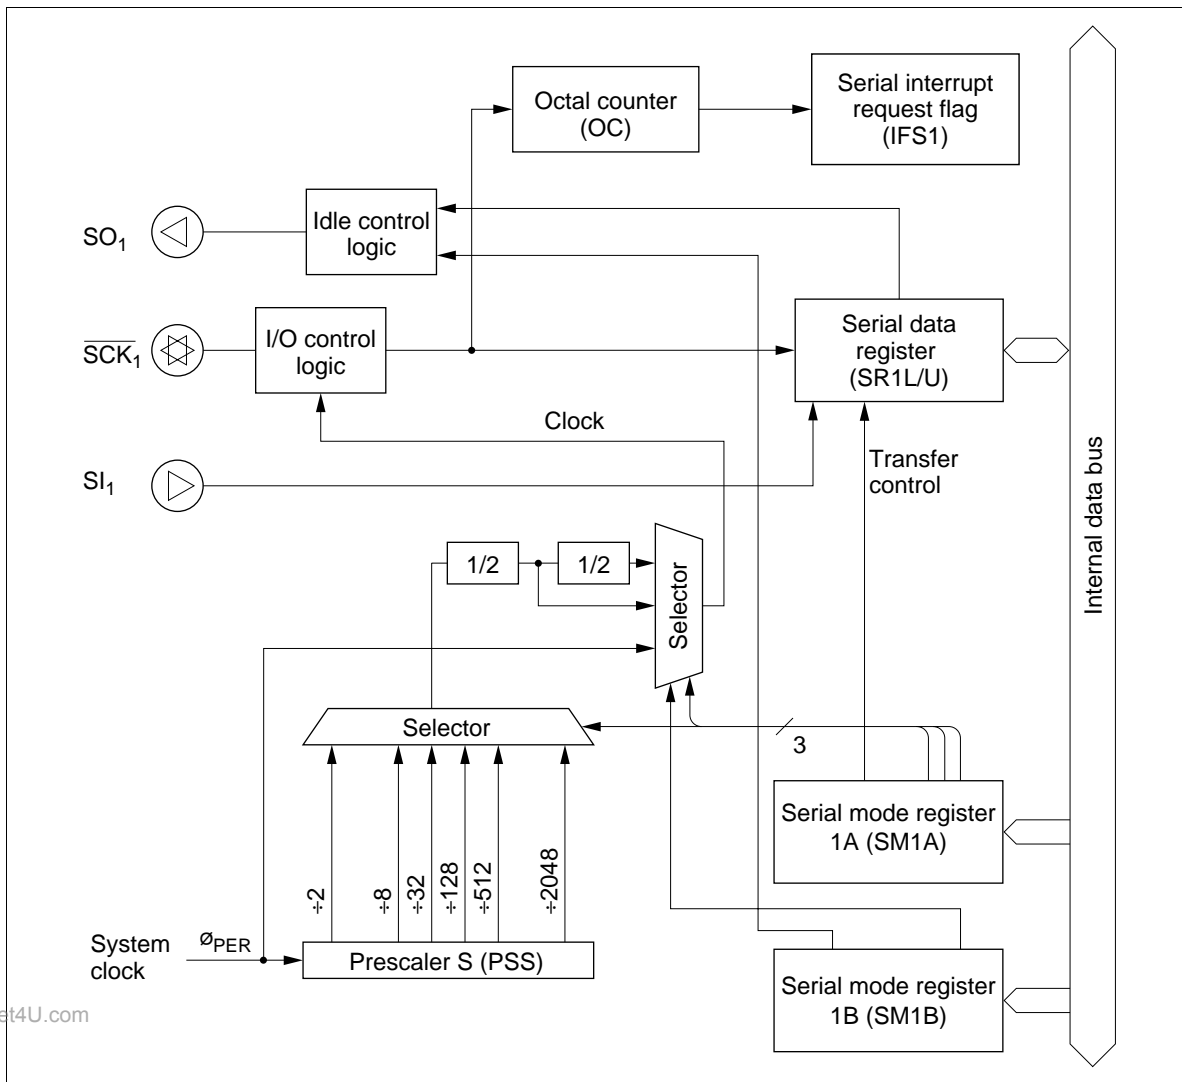 Octal counter
(OC)
Serial interrupt
request flag
(IFS1)
SO1
Idle control
logic
SCK1
I/O control
logic
Serial data
register
(SR1L/U)
Clock
SI1
Transfer
control
Internal data bus
1/2
1/2
Selector
Selector
3
÷2
÷8
÷32
÷128
÷512
÷2048
Serial mode register
1A (SM1A)
System
clock
øPER
Prescaler S (PSS)
Serial mode register
1B (SM1B)
et4U.com